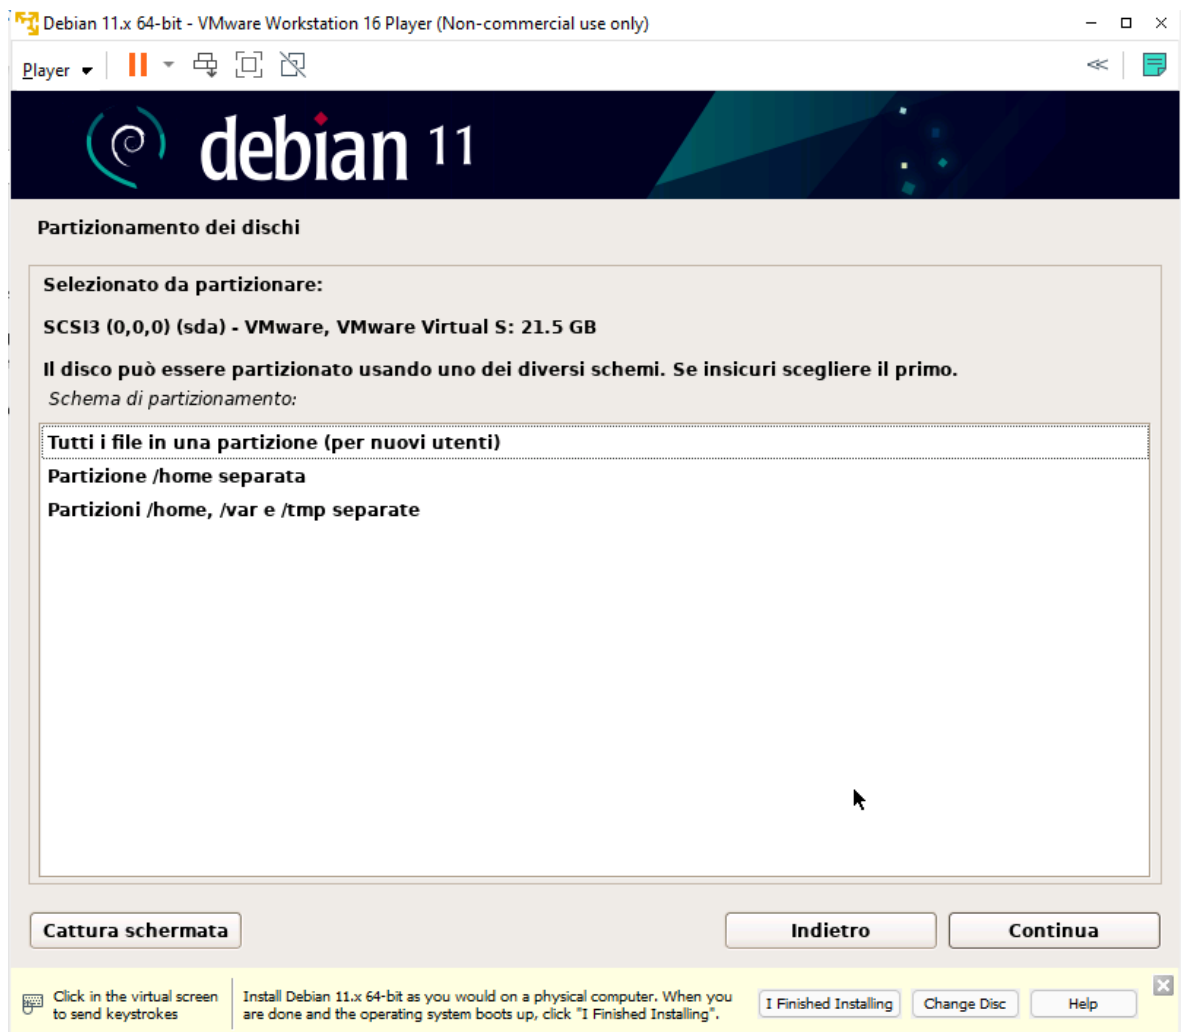 Debian 11.x 64-bit - VMware Workstation 16 Player (Non-commercial use only)
Player
debian 11
Partizionamento dei dischi
Selezionato da partizionare:
SCSI3 (0,0,0) (sda) - VMware, VMware Virtual S: 21.5 GB
Il disco può essere partizionato usando uno dei diversi schemi. Se insicuri scegliere il primo.
Schema di partizionamento:
Tutti i file in una partizione (per nuovi utenti)
Partizione /home separata
Partizioni /home, /var e /tmp separate
Cattura schermata
Indietro
Continua
Click in the virtual screen
to send keystrokes
Install Debian 11.x 64-bit as you would on a physical computer. When you
are done and the operating system boots up, click "I Finished Installing".
I Finished Installing
Change Disc
Help